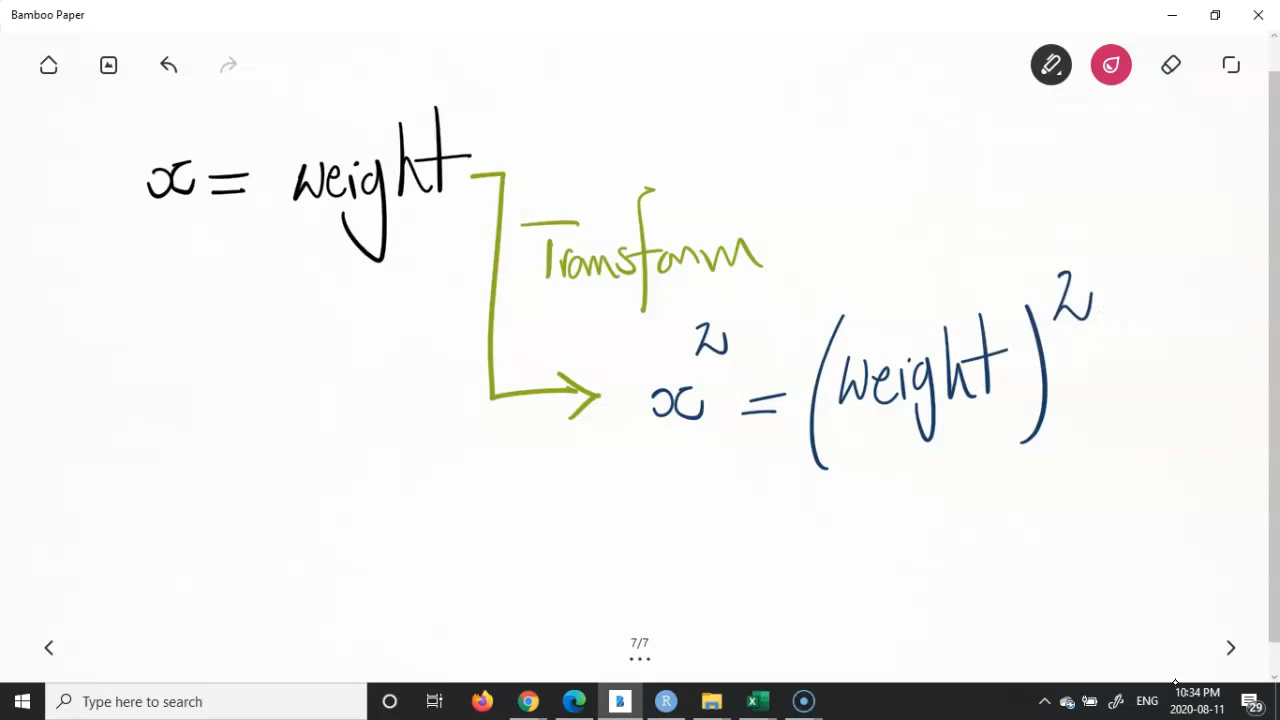 Bamboo Paper
x = weight
Transform
x² = (weight)²
7/7
Type here to search
ENG
10:34 PM
2020-08-11
29